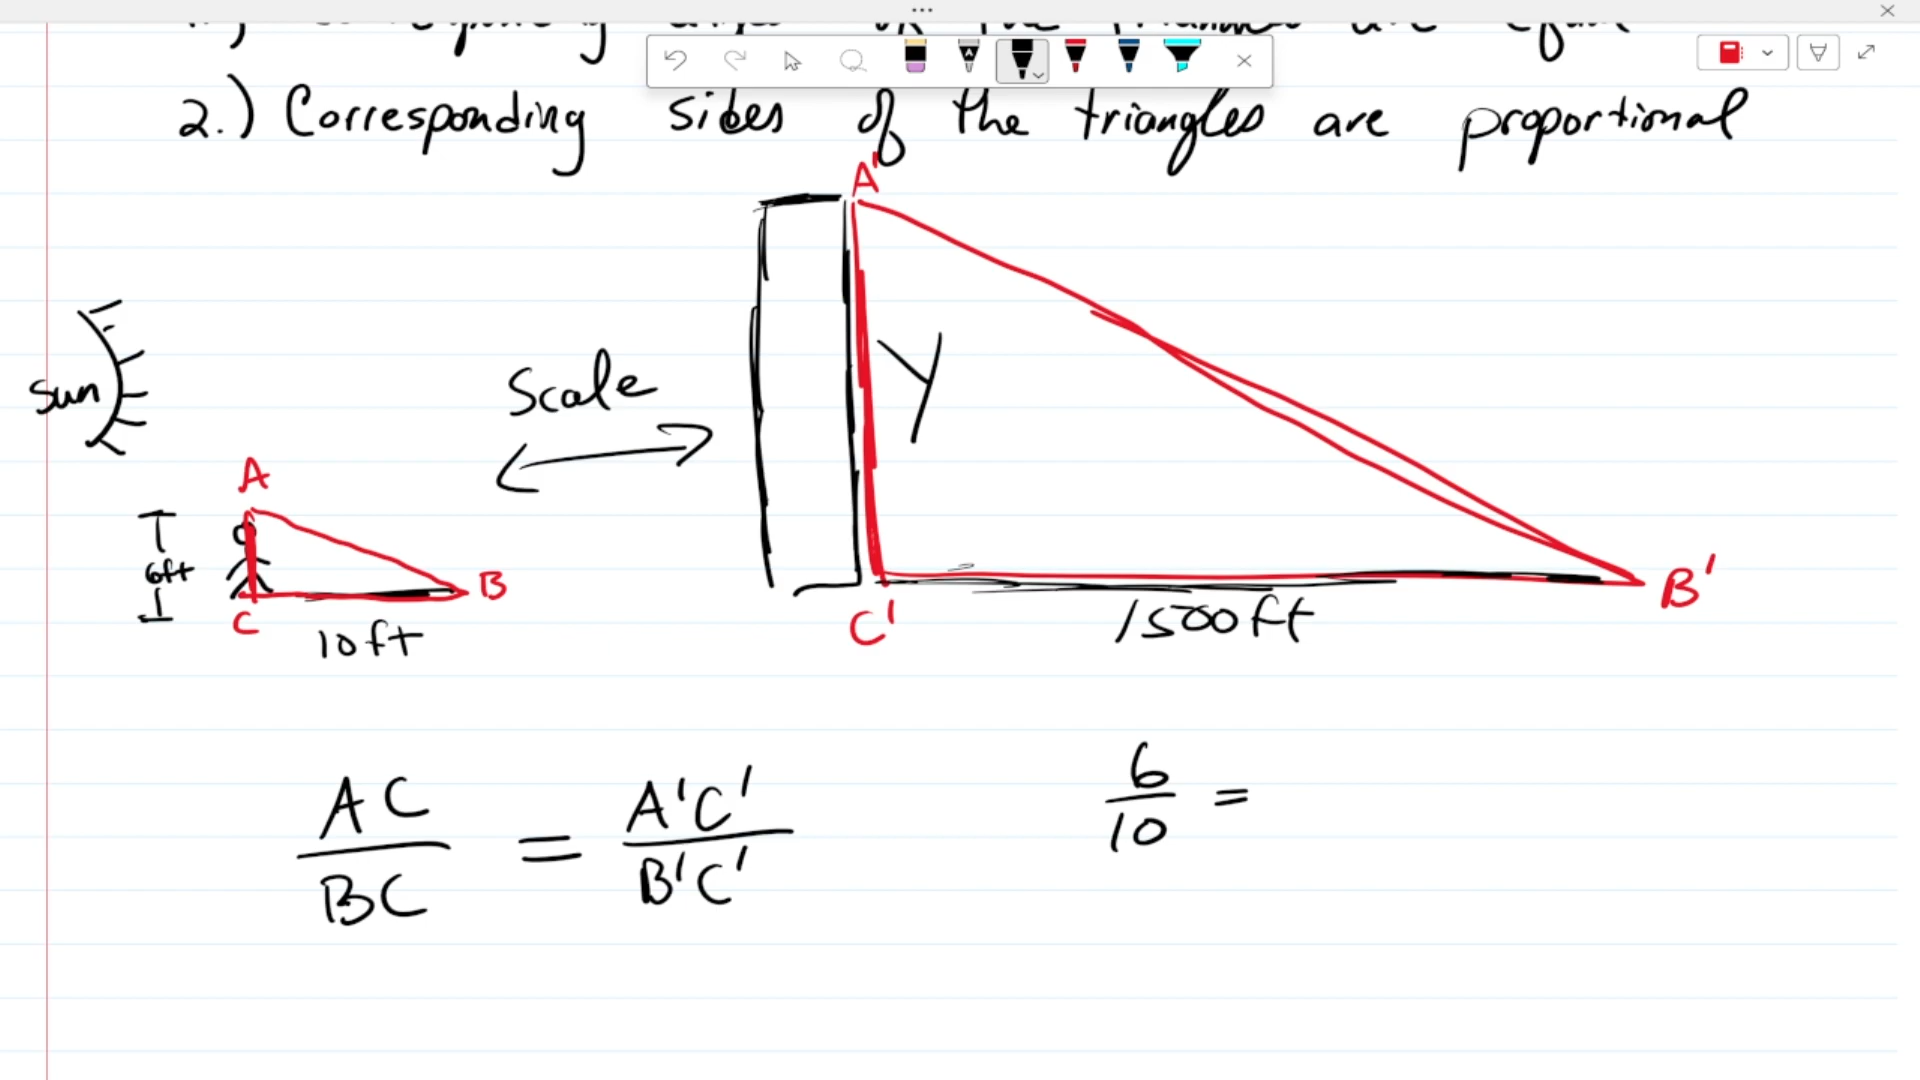 2.) Corresponding sides of the triangles are proportional
A'
Y
Scale
Sun
A
6ft
B
B'
C
C'
10ft
1500ft
AC/BC = A'C'/B'C'
6/10 =